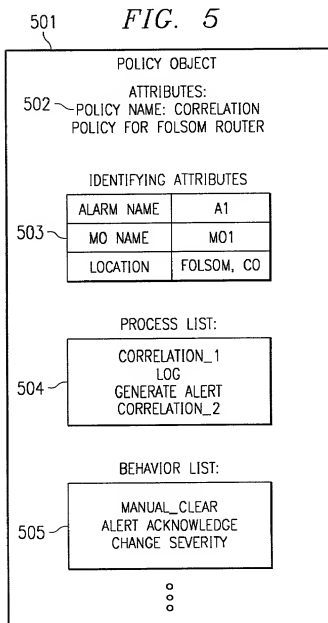 FIG. 5
501
POLICY OBJECT
ATTRIBUTES:
502
POLICY NAME: CORRELATION
POLICY FOR FOLSOM ROUTER
IDENTIFYING ATTRIBUTES
ALARM NAME A1
503
MO NAME MO1
LOCATION FOLSOM, CO
PROCESS LIST:
CORRELATION_1
LOG
504
GENERATE ALERT
CORRELATION_2
BEHAVIOR LIST:
MANUAL_CLEAR
505
ALERT ACKNOWLEDGE
CHANGE SEVERITY